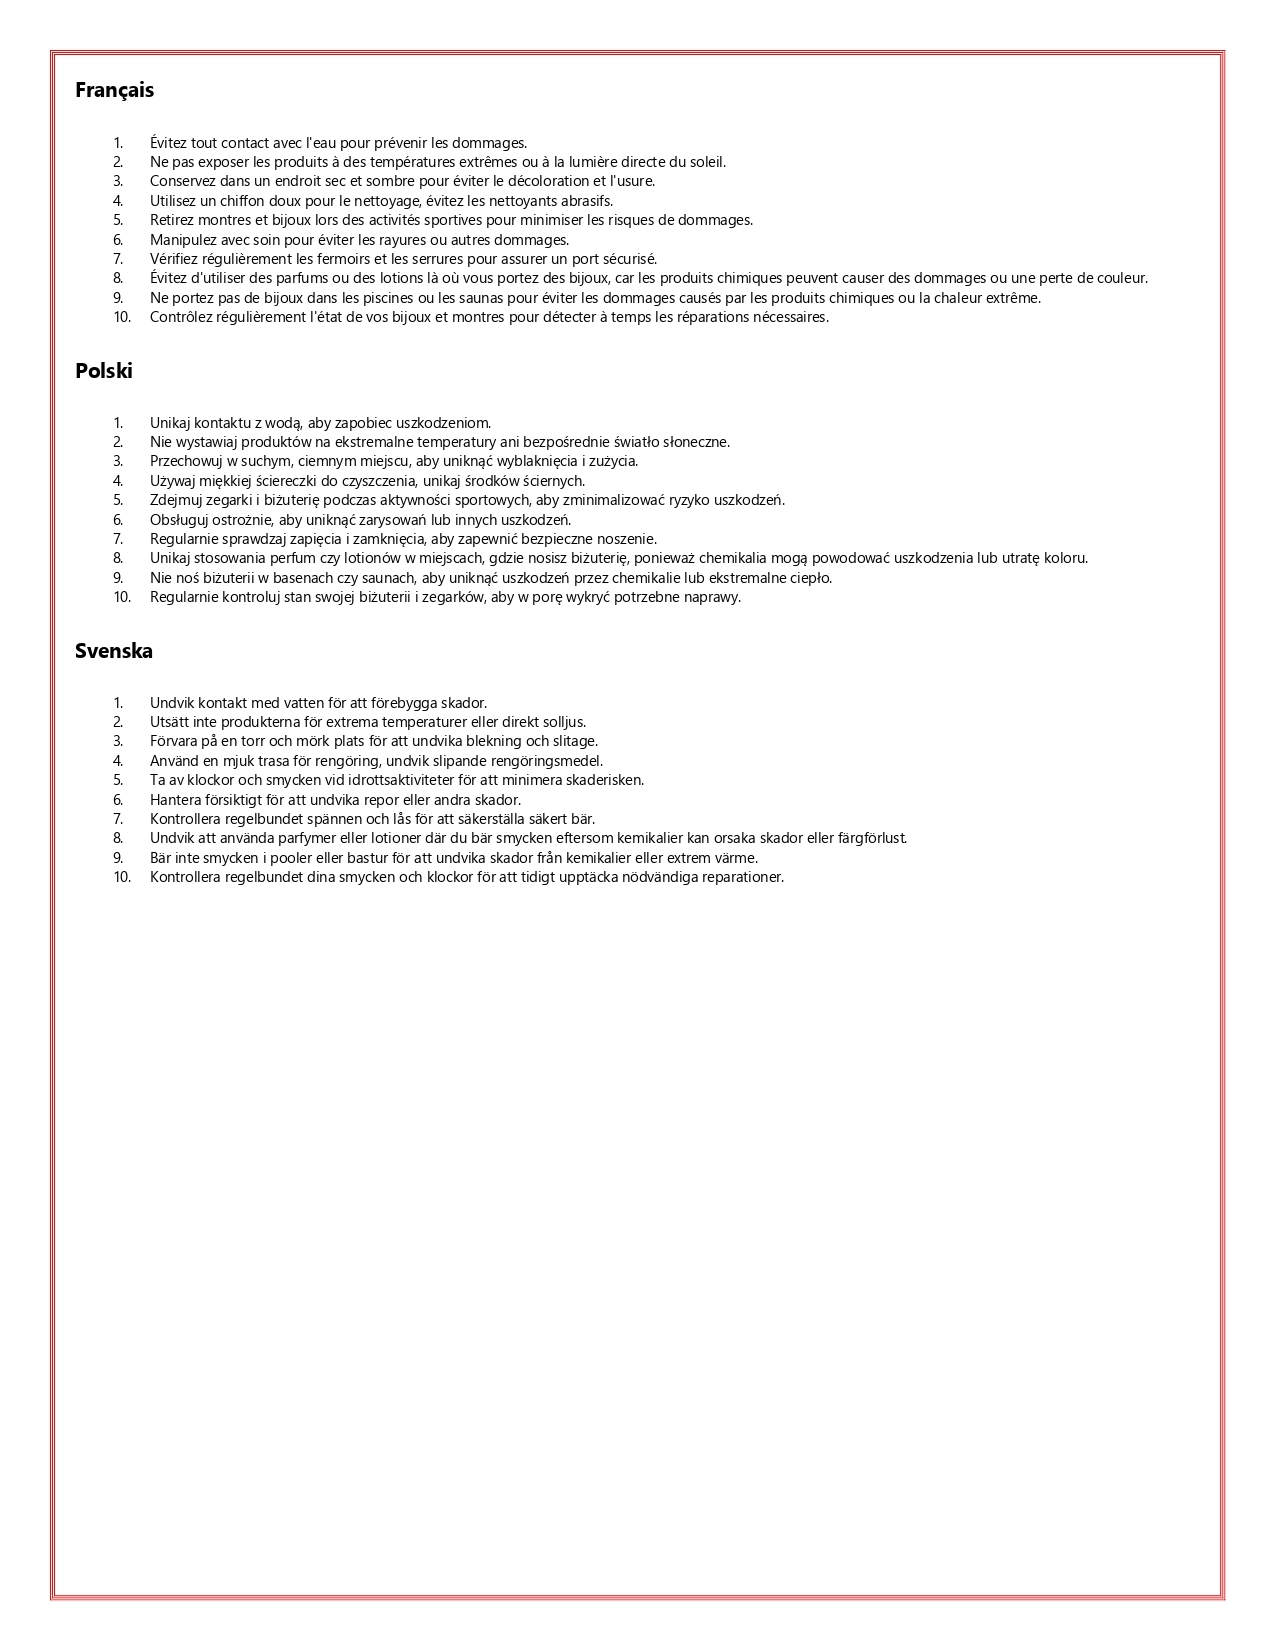 Français
1. Évitez tout contact avec l'eau pour prévenir les dommages.
2. Ne pas exposer les produits à des températures extrêmes ou à la lumière directe du soleil.
3. Conservez dans un endroit sec et sombre pour éviter le décoloration et l'usure.
4. Utilisez un chiffon doux pour le nettoyage, évitez les nettoyants abrasifs.
5. Retirez montres et bijoux lors des activités sportives pour minimiser les risques de dommages.
6. Manipulez avec soin pour éviter les rayures ou autres dommages.
7. Vérifiez régulièrement les fermoirs et les serrures pour assurer un port sécurisé.
8. Évitez d'utiliser des parfums ou des lotions là où vous portez des bijoux, car les produits chimiques peuvent causer des dommages ou une perte de couleur.
9. Ne portez pas de bijoux dans les piscines ou les saunas pour éviter les dommages causés par les produits chimiques ou la chaleur extrême.
10. Contrôlez régulièrement l'état de vos bijoux et montres pour détecter à temps les réparations nécessaires.
Polski
1. Unikaj kontaktu z wodą, aby zapobiec uszkodzeniom.
2. Nie wystawiaj produktów na ekstremalne temperatury ani bezpośrednie światło słoneczne.
3. Przechowuj w suchym, ciemnym miejscu, aby uniknąć wyblaknięcia i zużycia.
4. Używaj miękkiej ściereczki do czyszczenia, unikaj środków ściernych.
5. Zdejmuj zegarki i biżuterię podczas aktywności sportowych, aby zminimalizować ryzyko uszkodzeń.
6. Obsługuj ostrożnie, aby uniknąć zarysowań lub innych uszkodzeń.
7. Regularnie sprawdzaj zapięcia i zamknięcia, aby zapewnić bezpieczne noszenie.
8. Unikaj stosowania perfum czy lotionów w miejscach, gdzie nosisz biżuterię, ponieważ chemikalia mogą powodować uszkodzenia lub utratę koloru.
9. Nie noś biżuterii w basenach czy saunach, aby uniknąć uszkodzeń przez chemikalie lub ekstremalne ciepło.
10. Regularnie kontroluj stan swojej biżuterii i zegarków, aby w porę wykryć potrzebne naprawy.
Svenska
1. Undvik kontakt med vatten för att förebygga skador.
2. Utsätt inte produkterna för extrema temperaturer eller direkt solljus.
3. Förvara på en torr och mörk plats för att undvika blekning och slitage.
4. Använd en mjuk trasa för rengöring, undvik slipande rengöringsmedel.
5. Ta av klockor och smycken vid idrottsaktiviteter för att minimera skaderisken.
6. Hantera försiktigt för att undvika repor eller andra skador.
7. Kontrollera regelbundet spännen och lås för att säkerställa säkert bär.
8. Undvik att använda parfymer eller lotioner där du bär smycken eftersom kemikalier kan orsaka skador eller färgförlust.
9. Bär inte smycken i pooler eller bastur för att undvika skador från kemikalier eller extrem värme.
10. Kontrollera regelbundet dina smycken och klockor för att tidigt upptäcka nödvändiga reparationer.